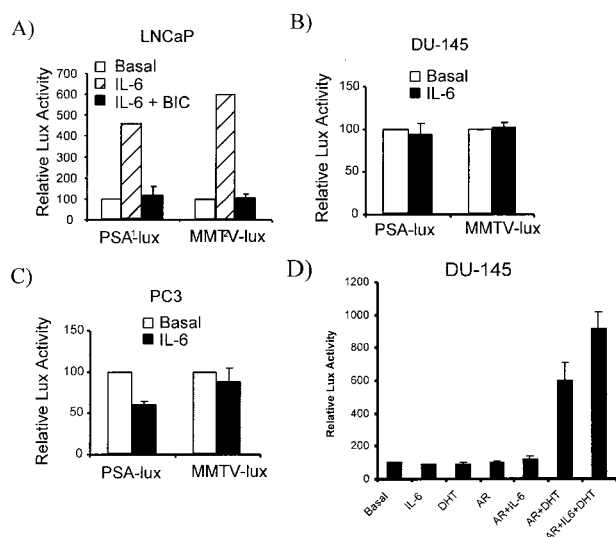 A)
LNCaP
Basal
IL-6
IL-6 + BIC
Relative Lux Activity
700
600
500
400
300
200
100
0
PSA1-lux
MMTV-lux
B)
DU-145
Basal
IL-6
Relative Lux Activity
150
100
50
0
PSA-lux
MMTV-lux
C)
PC3
Basal
IL-6
Relative Lux Activity
150
100
50
0
PSA-lux
MMTV-lux
D)
DU-145
Relative Lux Activity
1200
1000
800
600
400
200
0
Basal
IL-6
DHT
AR
AR+IL-6
AR+DHT
AR+IL6+DHT